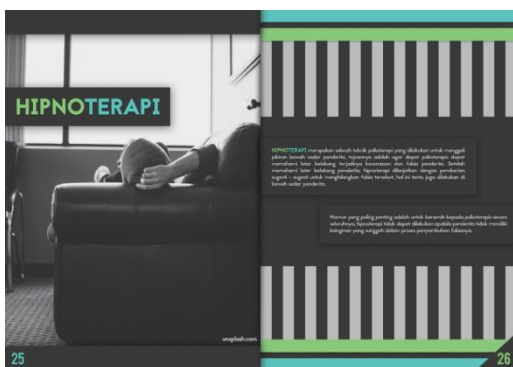 HIPNOTERAPI
unsplash.com
25
HIPNOTERAPI merupakan sebuah teknik psikoterapi yang dilakukan untuk menggali
pikiran bawah sadar penderita, tujuannya adalah agar dapat psikoterapis dapat
memahami latar belakang terjadinya kecemasan dan fobia penderita. Setelah
memahami latar belakang penderita, hipnoterapi dilanjutkan dengan pemberian
sugesti - sugesti untuk menghilangkan fobia tersebut, hal ini tentu juga dilakukan di
bawah sadar penderita.
Namun yang paling penting adalah untuk berserah kepada psikoterapis secara
seluruhnya, hipnoterapi tidak dapat dilakukan apabila penderita tidak memiliki
keinginan yang sungguh dalam proses penyembuhan fobianya.
26